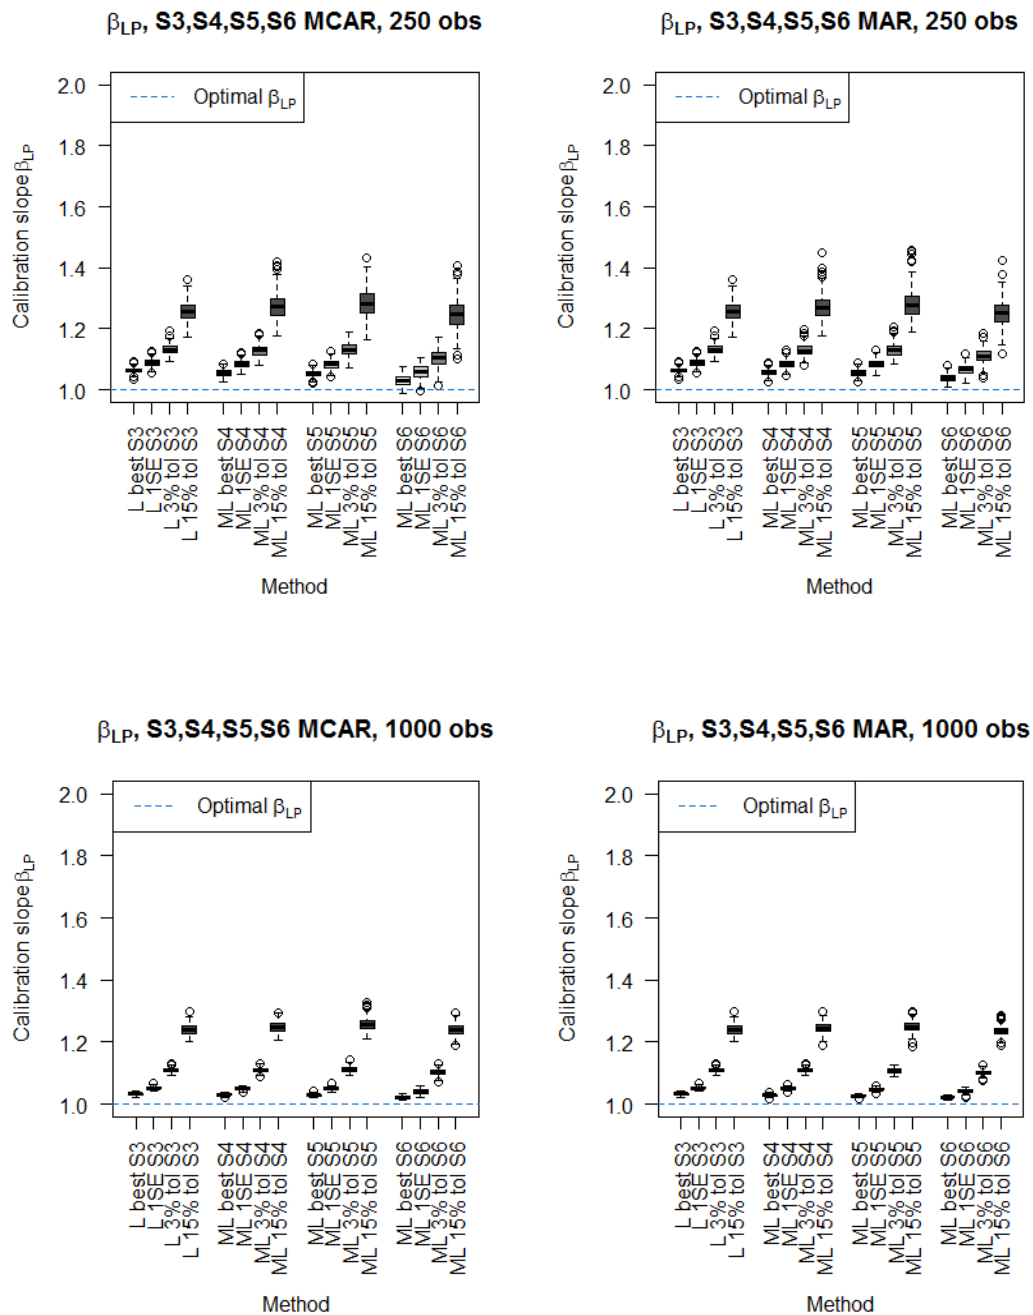 βLP, S3,S4,S5,S6 MCAR, 250 obs
Calibration slope βLP
2.0
1.8
1.6
1.4
1.2
1.0
Optimal βLP
L best S3
L 1SE S3
L 3% tol S3
L 15% tol S3
ML best S4
ML 1SE S4
ML 3% tol S4
ML 15% tol S4
ML best S5
ML 1SE S5
ML 3% tol S5
ML 15% tol S5
ML best S6
ML 1SE S6
ML 3% tol S6
ML 15% tol S6
Method
βLP, S3,S4,S5,S6 MAR, 250 obs
Calibration slope βLP
2.0
1.8
1.6
1.4
1.2
1.0
Optimal βLP
L best S3
L 1SE S3
L 3% tol S3
L 15% tol S3
ML best S4
ML 1SE S4
ML 3% tol S4
ML 15% tol S4
ML best S5
ML 1SE S5
ML 3% tol S5
ML 15% tol S5
ML best S6
ML 1SE S6
ML 3% tol S6
ML 15% tol S6
Method
βLP, S3,S4,S5,S6 MCAR, 1000 obs
Calibration slope βLP
2.0
1.8
1.6
1.4
1.2
1.0
Optimal βLP
L best S3
L 1SE S3
L 3% tol S3
L 15% tol S3
ML best S4
ML 1SE S4
ML 3% tol S4
ML 15% tol S4
ML best S5
ML 1SE S5
ML 3% tol S5
ML 15% tol S5
ML best S6
ML 1SE S6
ML 3% tol S6
ML 15% tol S6
Method
βLP, S3,S4,S5,S6 MAR, 1000 obs
Calibration slope βLP
2.0
1.8
1.6
1.4
1.2
1.0
Optimal βLP
L best S3
L 1SE S3
L 3% tol S3
L 15% tol S3
ML best S4
ML 1SE S4
ML 3% tol S4
ML 15% tol S4
ML best S5
ML 1SE S5
ML 3% tol S5
ML 15% tol S5
ML best S6
ML 1SE S6
ML 3% tol S6
ML 15% tol S6
Method